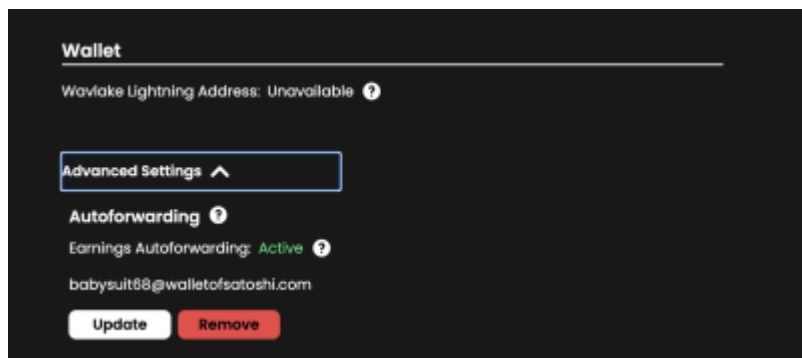 Wallet
Wavlake Lightning Address: Unavailable ?
Advanced Settings
Autoforwarding ?
Earnings Autoforwarding: Active ?
babysuit68@walletofsatoshi.com
Update Remove